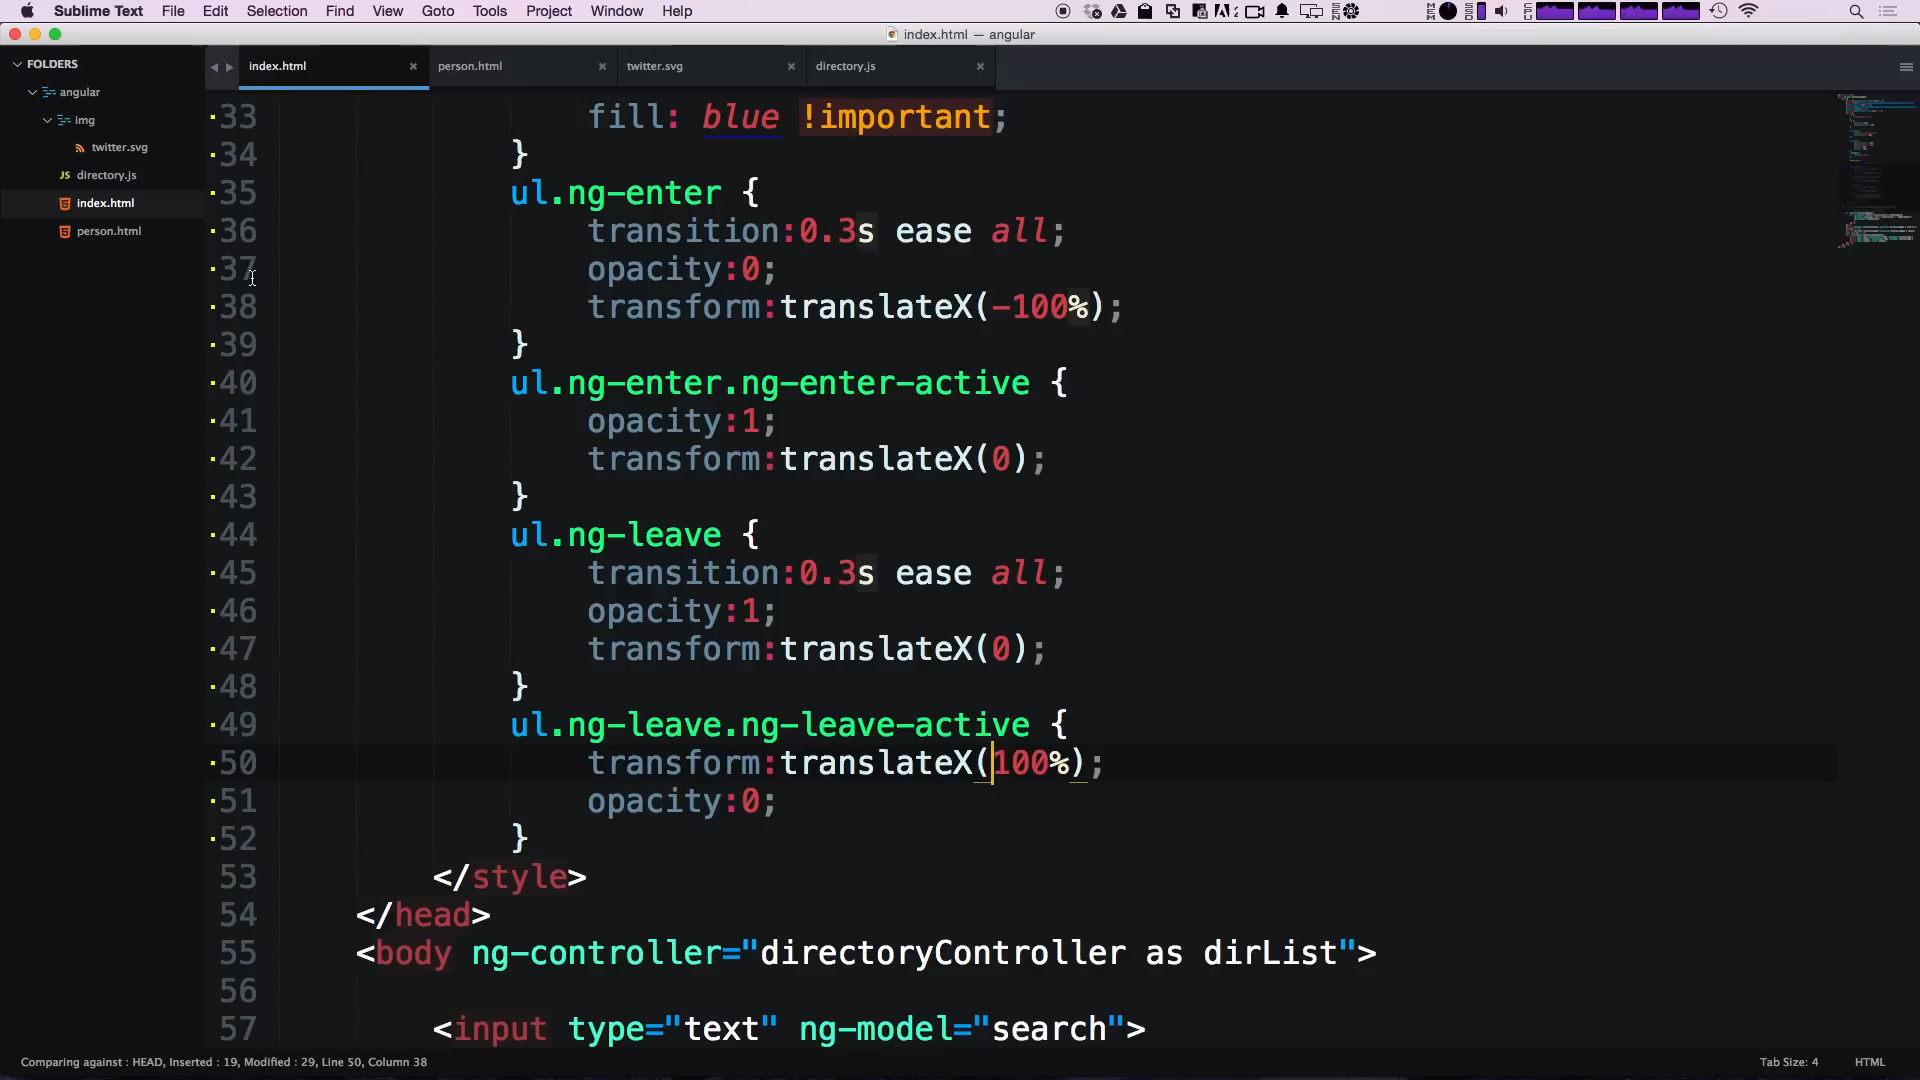 Sublime Text File Edit Selection Find View Goto Tools Project Window Help
index.html — angular
FOLDERS
angular
img
twitter.svg
directory.js
index.html
person.html
index.html person.html twitter.svg directory.js
33 fill: blue !important;
34 }
35 ul.ng-enter {
36 transition:0.3s ease all;
37 opacity:0;
38 transform:translateX(-100%);
39 }
40 ul.ng-enter.ng-enter-active {
41 opacity:1;
42 transform:translateX(0);
43 }
44 ul.ng-leave {
45 transition:0.3s ease all;
46 opacity:1;
47 transform:translateX(0);
48 }
49 ul.ng-leave.ng-leave-active {
50 transform:translateX(100%);
51 opacity:0;
52 }
53 </style>
54 </head>
55 <body ng-controller="directoryController as dirList">
56
57 <input type="text" ng-model="search">
Comparing against : HEAD, Inserted : 19, Modified : 29, Line 50, Column 38
Tab Size: 4 HTML